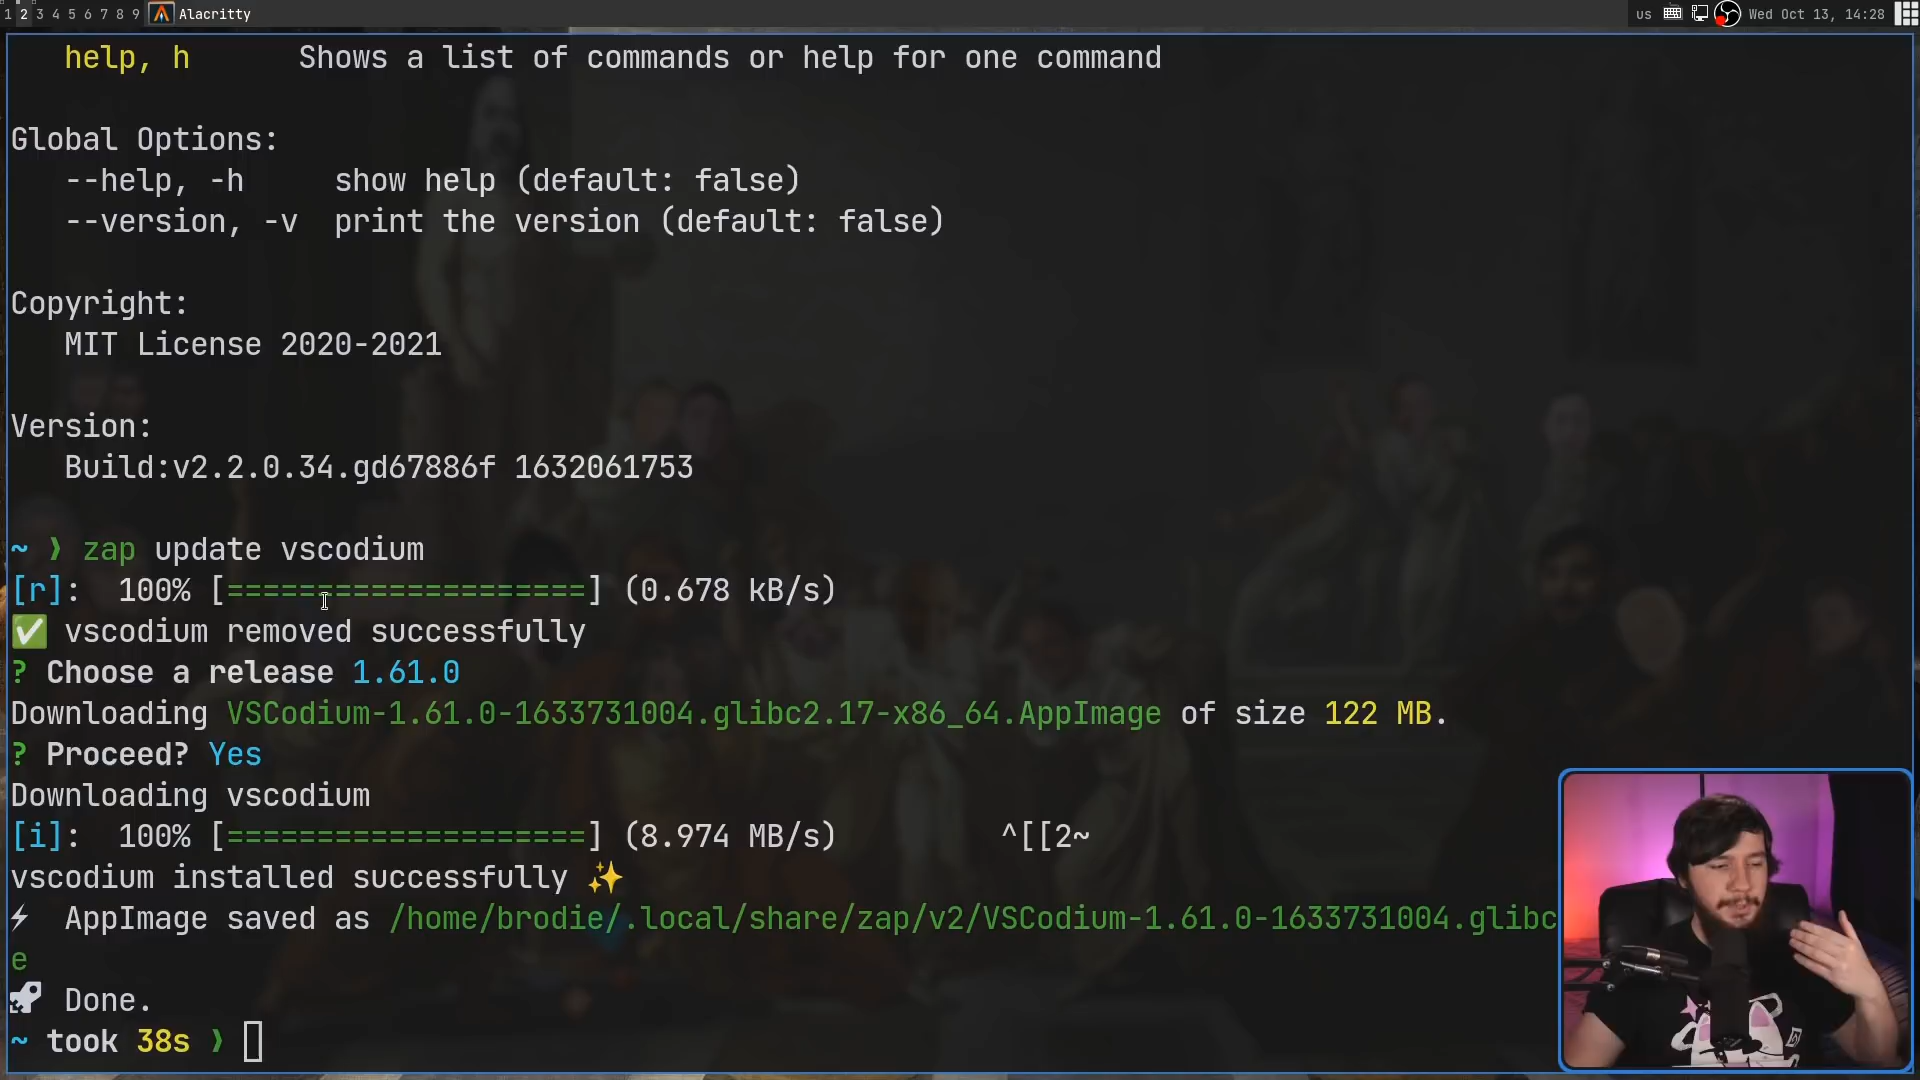 1 2 3 4 5 6 7 8 9 Alacritty us Wed Oct 13, 14:28
help, h Shows a list of commands or help for one command
Global Options:
--help, -h show help (default: false)
--version, -v print the version (default: false)
Copyright:
MIT License 2020-2021
Version:
Build:v2.2.0.34.gd67886f 1632061753
~ ❯ zap update vscodium
[r]: 100% [====================] (0.678 kB/s)
✅ vscodium removed successfully
? Choose a release 1.61.0
Downloading VSCodium-1.61.0-1633731004.glibc2.17-x86_64.AppImage of size 122 MB.
? Proceed? Yes
Downloading vscodium
[i]: 100% [====================] (8.974 MB/s) ^[[2~
vscodium installed successfully ✨
⚡ AppImage saved as /home/brodie/.local/share/zap/v2/VSCodium-1.61.0-1633731004.glibc
e
🚀 Done.
~ took 38s ❯